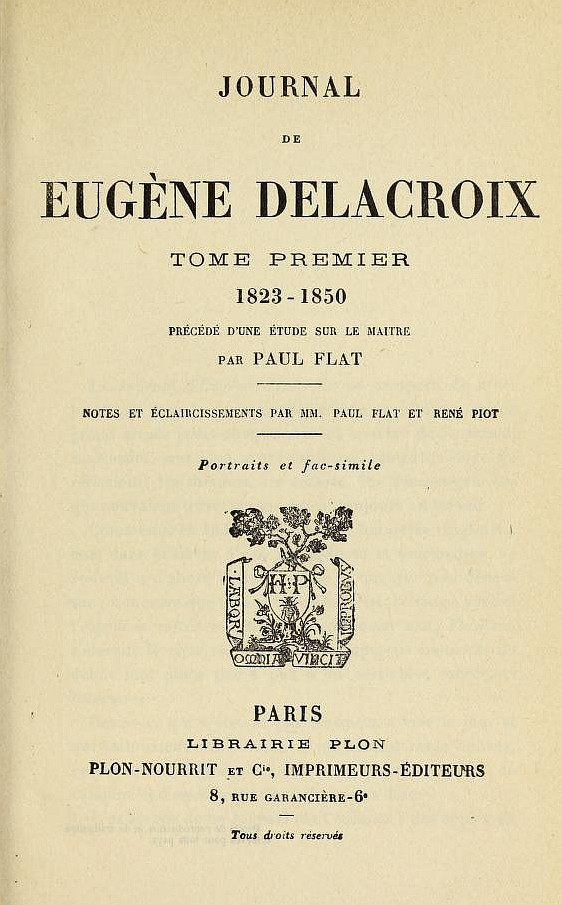 JOURNAL
DE
EUGÈNE DELACROIX
TOME PREMIER
1823-1850
PRÉCÉDÉ D'UNE ÉTUDE SUR LE MAITRE
PAR PAUL FLAT
NOTES ET ÉCLAIRCISSEMENTS PAR MM. PAUL FLAT ET RENÉ PIOT
Portraits et fac-simile
H P
LABOR
IMPROBVS
OMNIA VINCIT
PARIS
LIBRAIRIE PLON
PLON-NOURRIT ET Cie, IMPRIMEURS-ÉDITEURS
8, RUE GARANCIÈRE-6e
Tous droits réservés